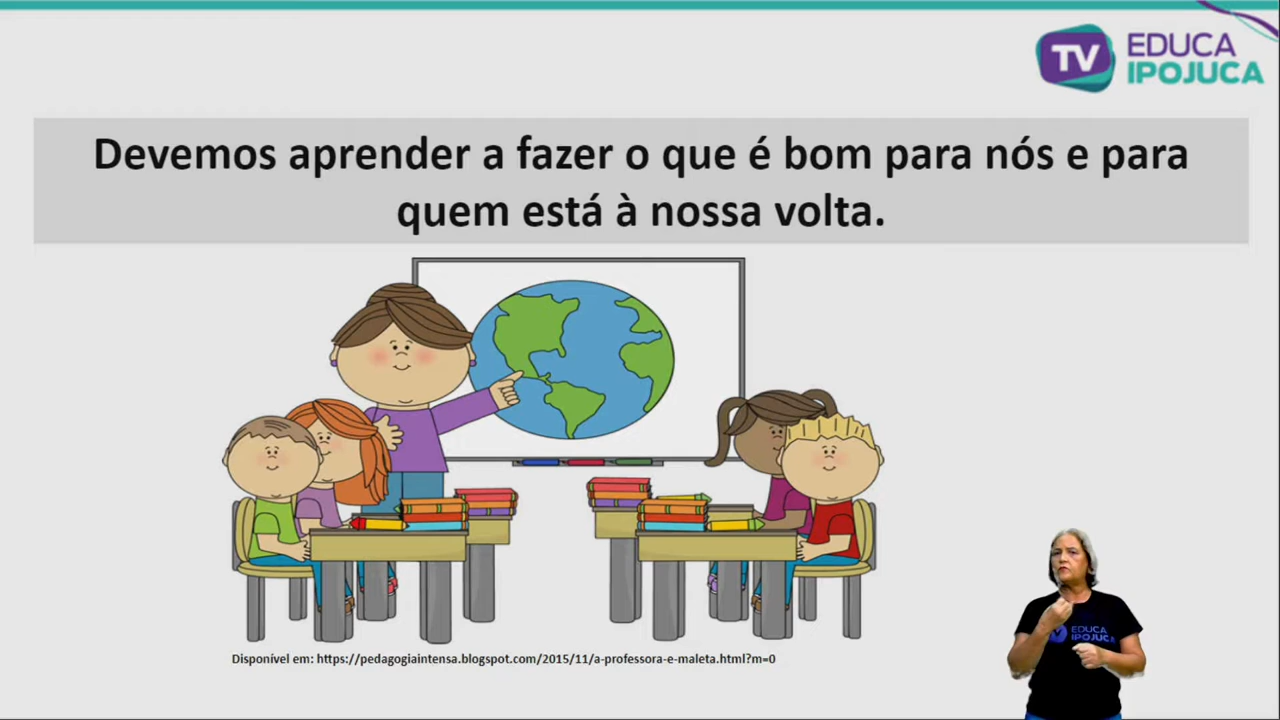 TV EDUCA
IPOJUCA
Devemos aprender a fazer o que é bom para nós e para
quem está à nossa volta.
EDUCA
IPOJUCA
Disponível em: https://pedagogiaintensa.blogspot.com/2015/11/a-professora-e-maleta.html?m=0